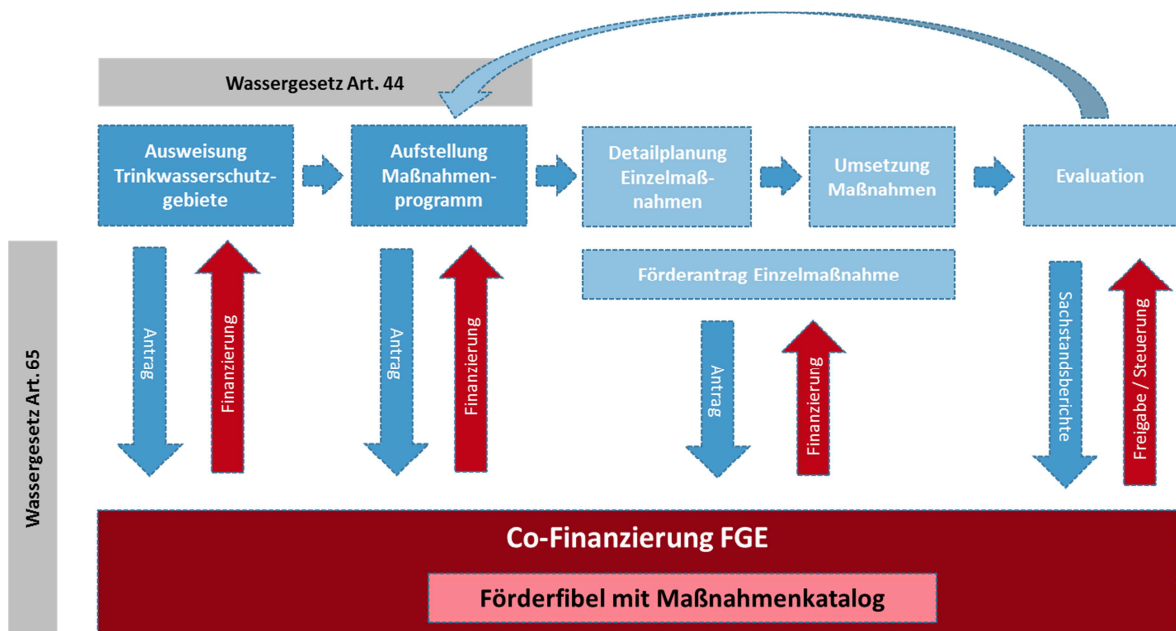 Wassergesetz Art. 44
Ausweisung
Trinkwasserschutz-
gebiete
Aufstellung
Maßnahmen-
programm
Detailplanung
Einzelmaß-
nahmen
Umsetzung
Maßnahmen
Evaluation
Förderantrag Einzelmaßnahme
Wassergesetz Art. 65
Antrag
Finanzierung
Antrag
Finanzierung
Antrag
Finanzierung
Sachstandsberichte
Freigabe / Steuerung
Co-Finanzierung FGE
Förderfibel mit Maßnahmenkatalog